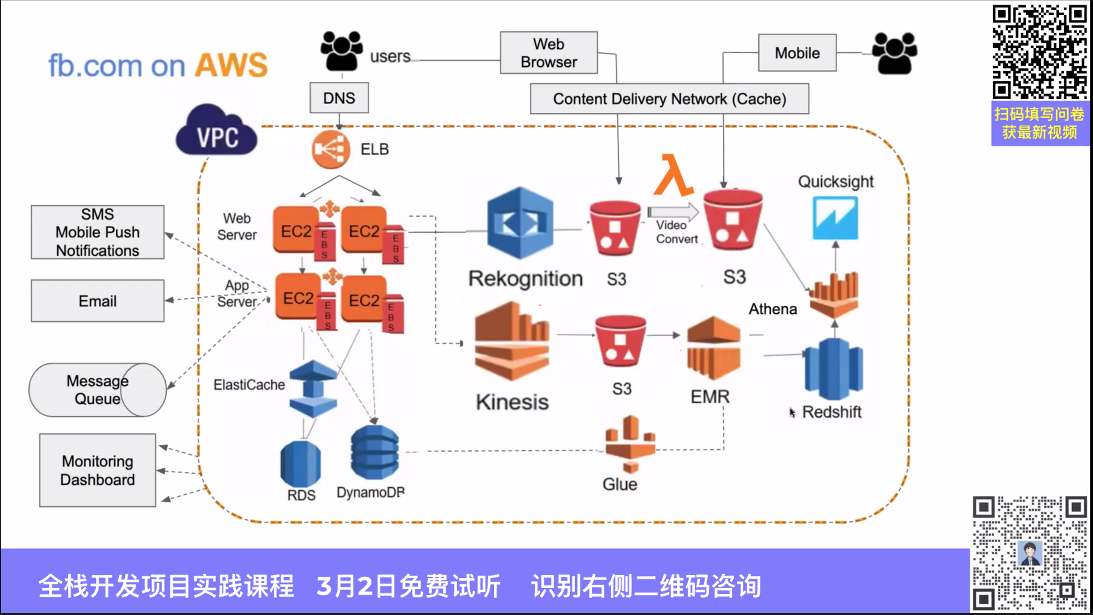 fb.com on AWS
users
Web
Browser
Mobile
DNS
Content Delivery Network (Cache)
扫码填写问卷
获最新视频
VPC
ELB
λ
Quicksight
SMS
Mobile Push
Notifications
Web
Server
EC2
EBS
EC2
EBS
Rekognition
S3
Video
Convert
S3
Email
App
Server
EC2
EBS
EC2
EBS
Athena
Kinesis
S3
EMR
Redshift
Message
Queue
ElastiCache
Monitoring
Dashboard
RDS
DynamoDB
Glue
全栈开发项目实践课程 3月2日免费试听 识别右侧二维码咨询